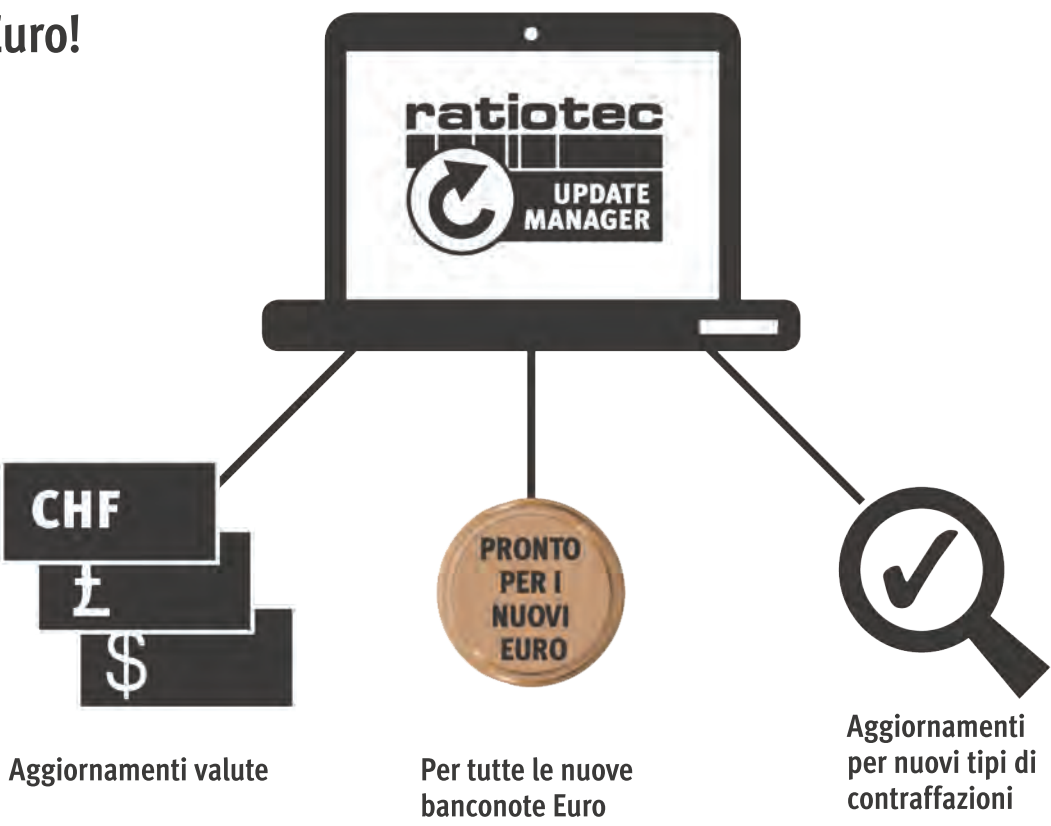 Euro!
ratiotec
UPDATE
MANAGER
CHF
£
$
PRONTO
PER I
NUOVI
EURO
Aggiornamenti valute
Per tutte le nuove
banconote Euro
Aggiornamenti
per nuovi tipi di
contraffazioni